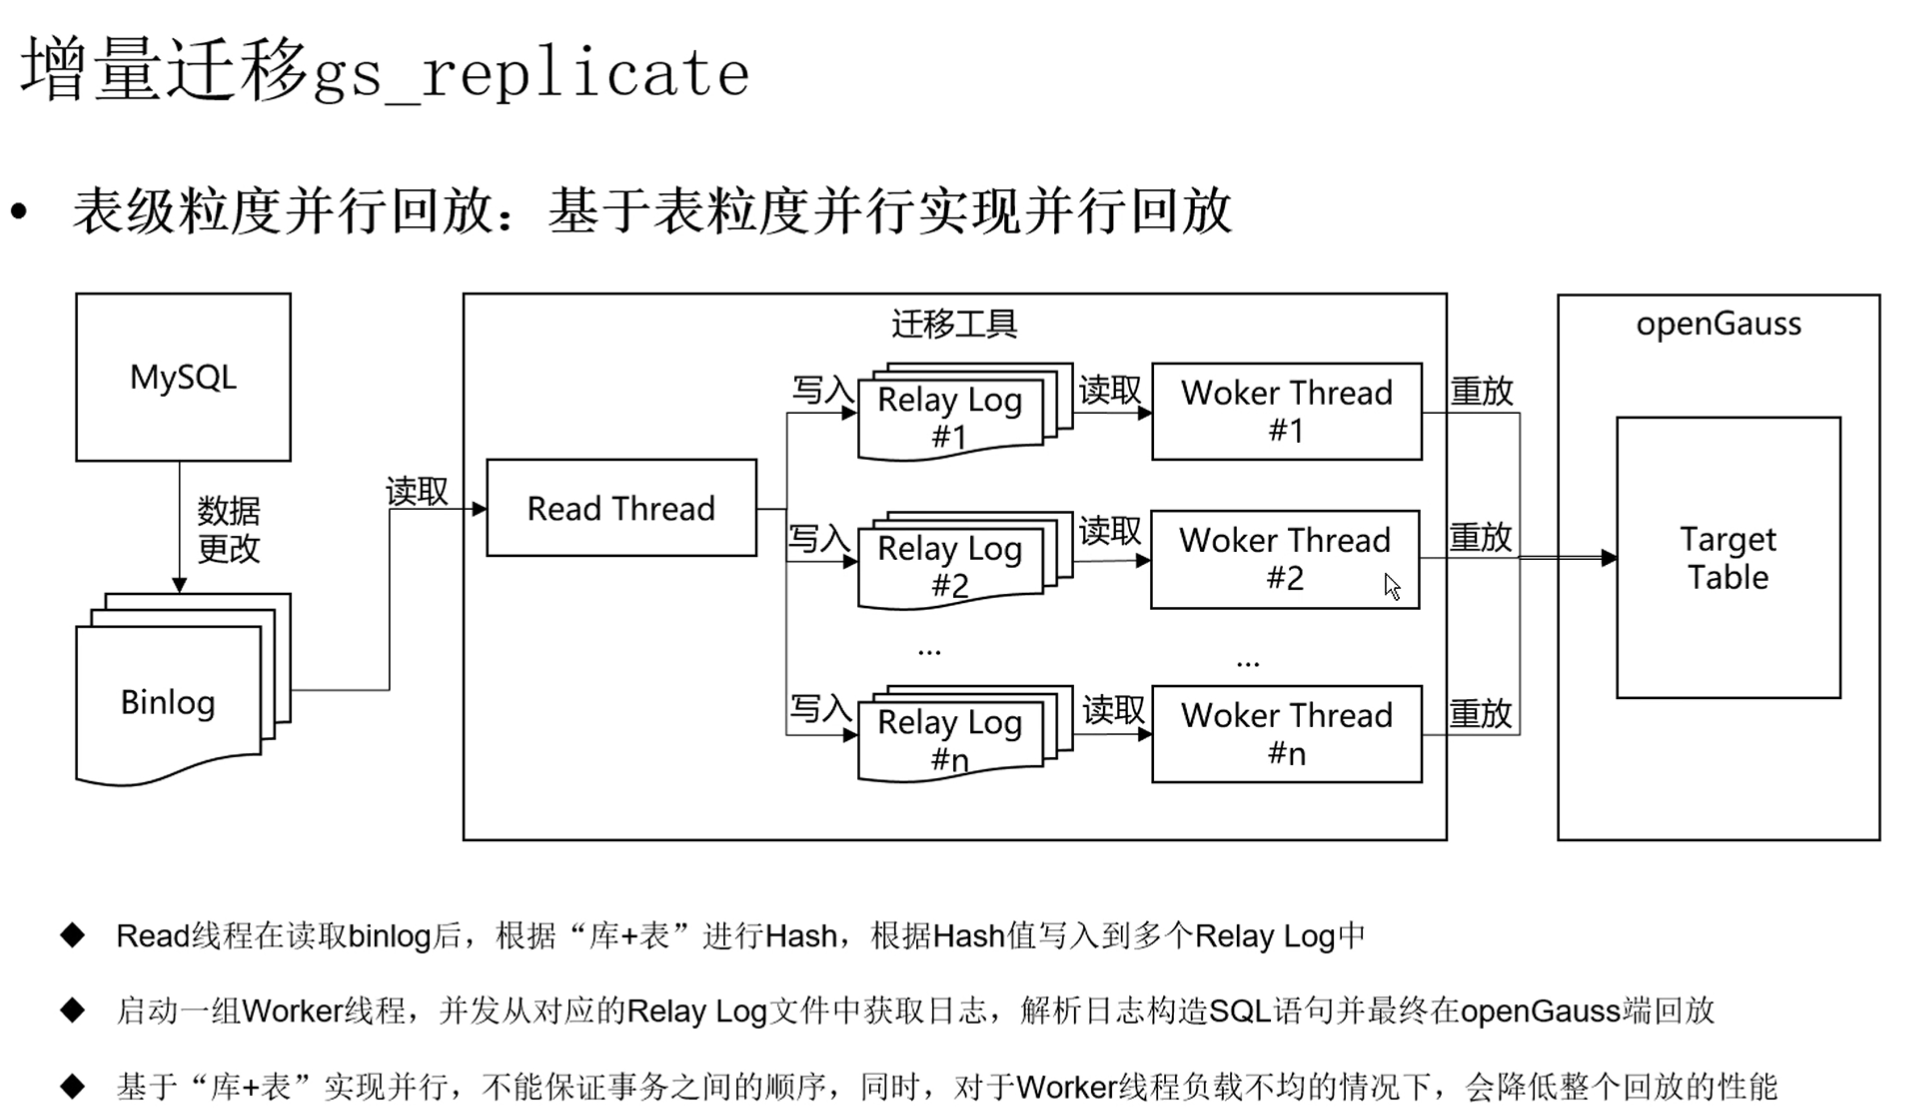 增量迁移gs_replicate
• 表级粒度并行回放：基于表粒度并行实现并行回放
MySQL
数据
更改
Binlog
读取
迁移工具
Read Thread
写入
Relay Log
#1
读取
Woker Thread
#1
重放
写入
Relay Log
#2
读取
Woker Thread
#2
重放
...
...
写入
Relay Log
#n
读取
Woker Thread
#n
重放
openGauss
Target
Table
◆ Read线程在读取binlog后，根据“库+表”进行Hash，根据Hash值写入到多个Relay Log中
◆ 启动一组Worker线程，并发从对应的Relay Log文件中获取日志，解析日志构造SQL语句并最终在openGauss端回放
◆ 基于“库+表”实现并行，不能保证事务之间的顺序，同时，对于Worker线程负载不均的情况下，会降低整个回放的性能